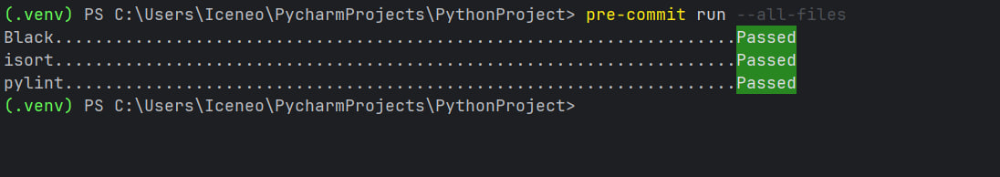 (.venv) PS C:\Users\Iceneo\PycharmProjects\PythonProject> pre-commit run --all-files
Black....................................................................Passed
isort....................................................................Passed
pylint...................................................................Passed
(.venv) PS C:\Users\Iceneo\PycharmProjects\PythonProject>